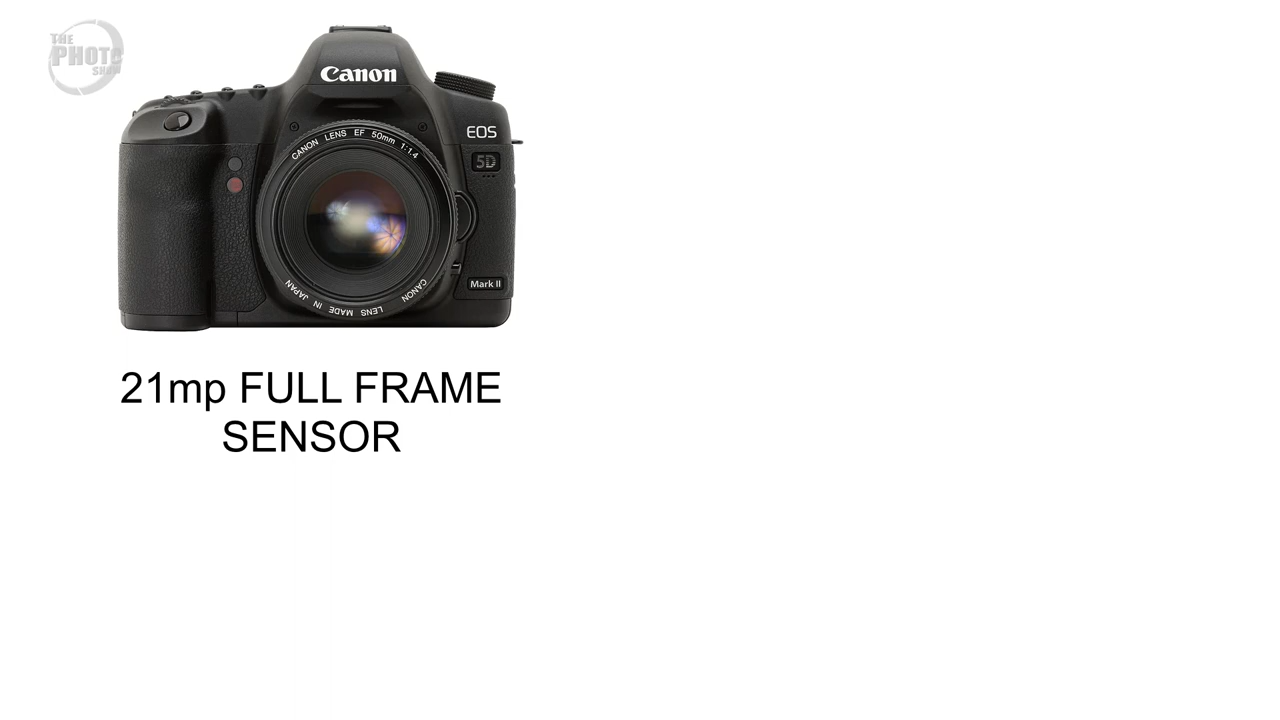 THE
PHOTO
SHOW
Canon
EOS
CANON LENS EF 50mm 1:1.4
5D
Mark II
CANON LENS MADE IN JAPAN
21mp FULL FRAME
SENSOR